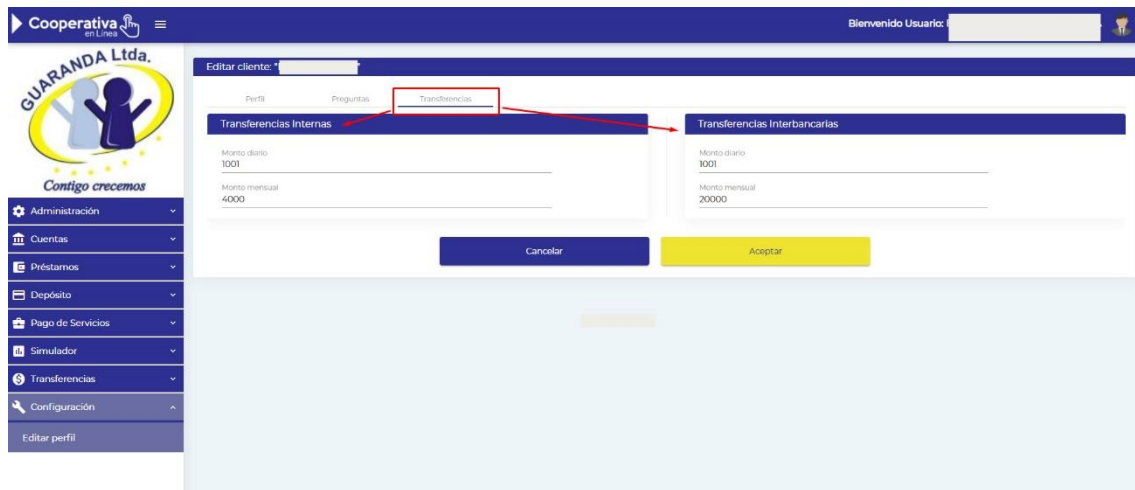 Cooperativa
en Línea
Bienvenido Usuario:
GUARANDA Ltda.
Contigo crecemos
Administración
Cuentas
Préstamos
Depósito
Pago de Servicios
Simulador
Transferencias
Configuración
Editar perfil
Editar cliente: "
Perfil
Preguntas
Transferencias
Transferencias Internas
Monto diario
1001
Monto mensual
4000
Transferencias Interbancarias
Monto diario
1001
Monto mensual
20000
Cancelar
Aceptar